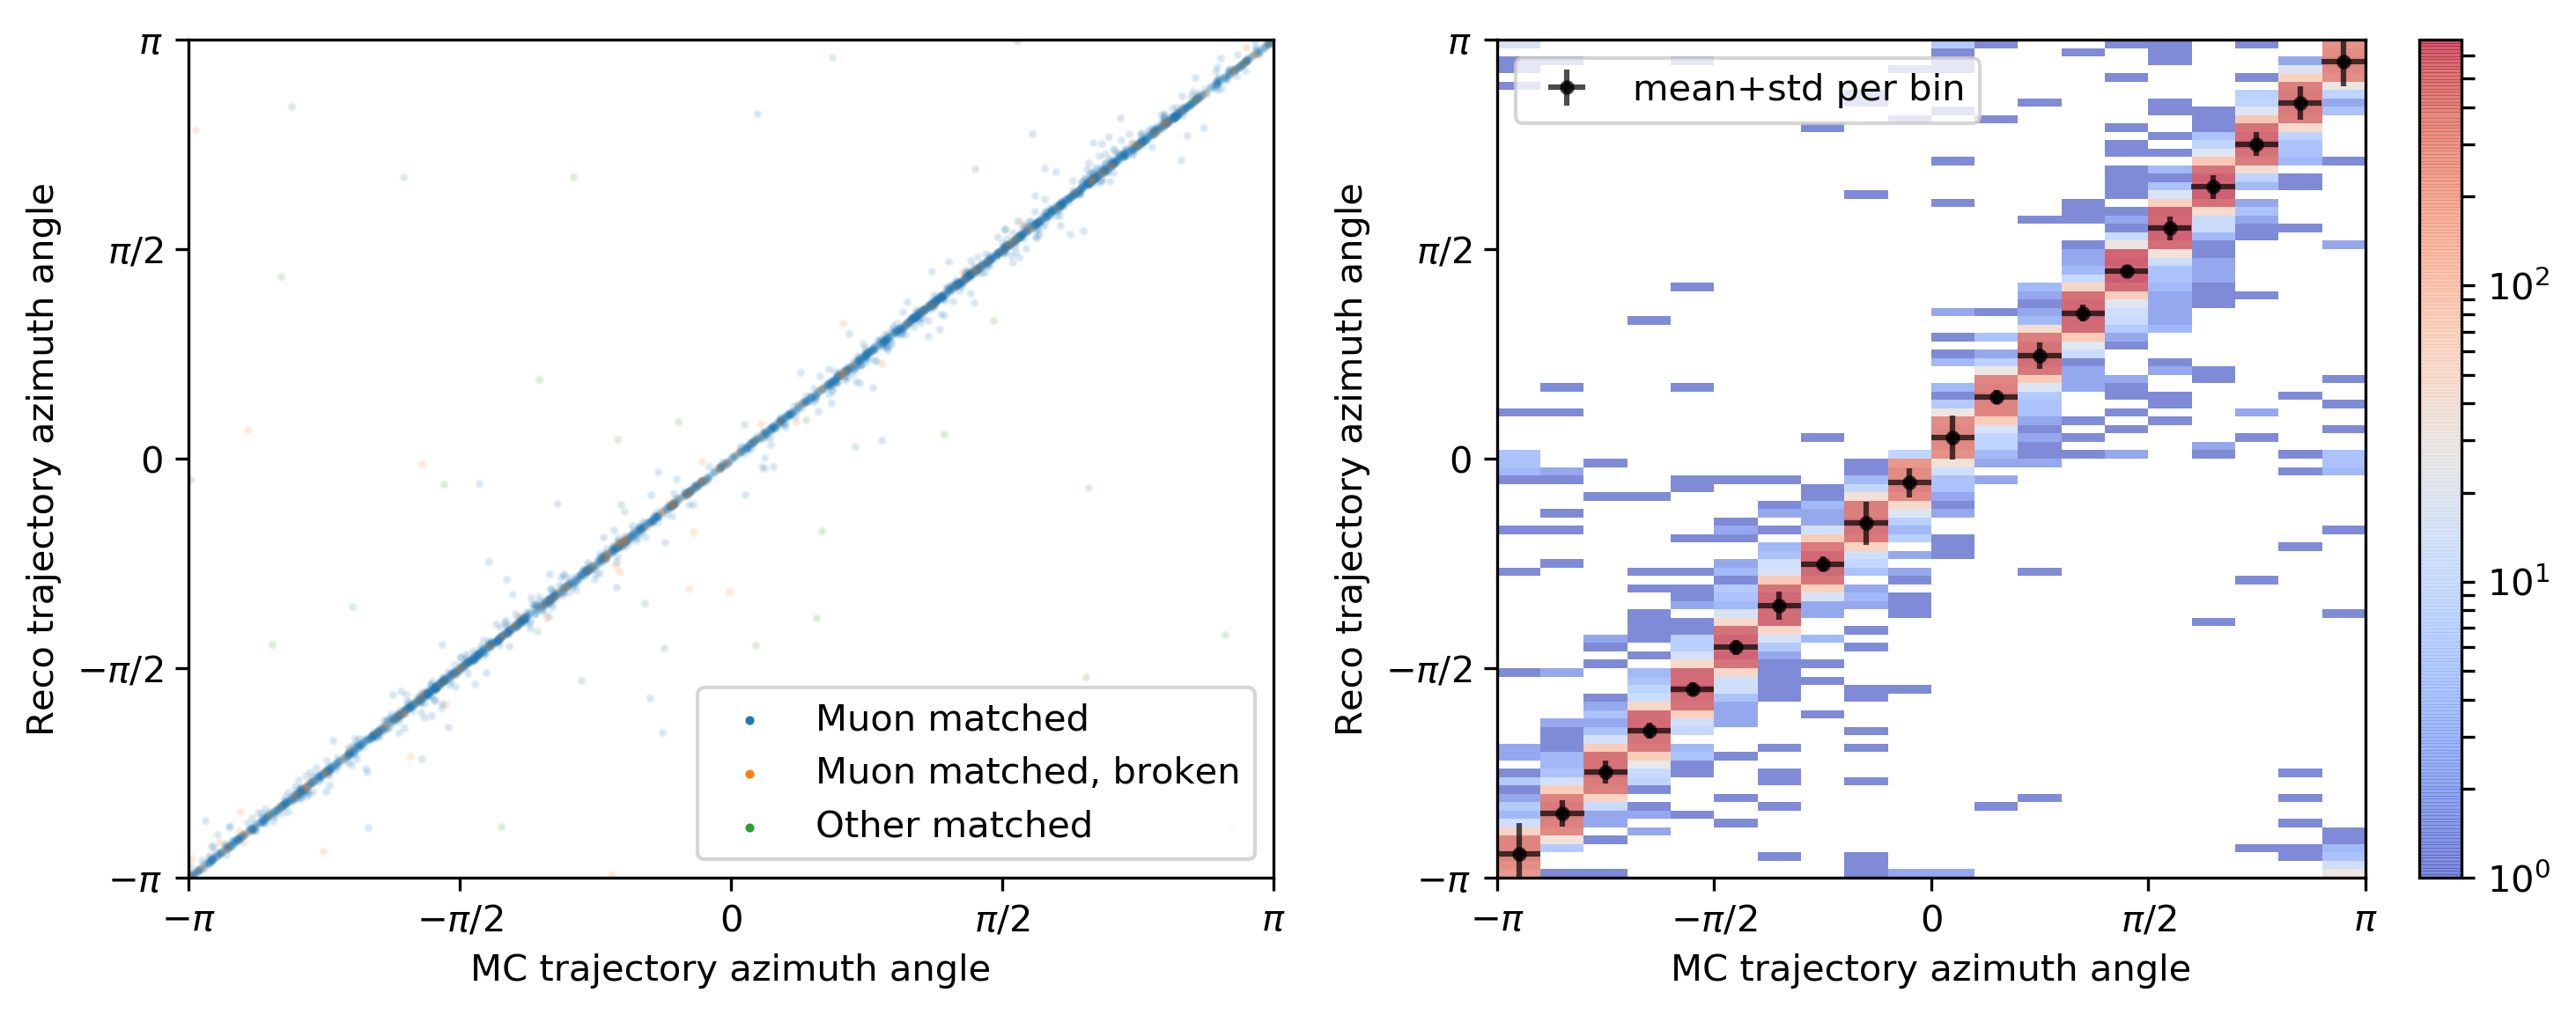 Reco trajectory azimuth angle
π
π/2
0
−π/2
−π
−π
−π/2
0
π/2
π
MC trajectory azimuth angle
Muon matched
Muon matched, broken
Other matched
Reco trajectory azimuth angle
π
π/2
0
−π/2
−π
−π
−π/2
0
π/2
π
MC trajectory azimuth angle
mean+std per bin
10²
10¹
10⁰